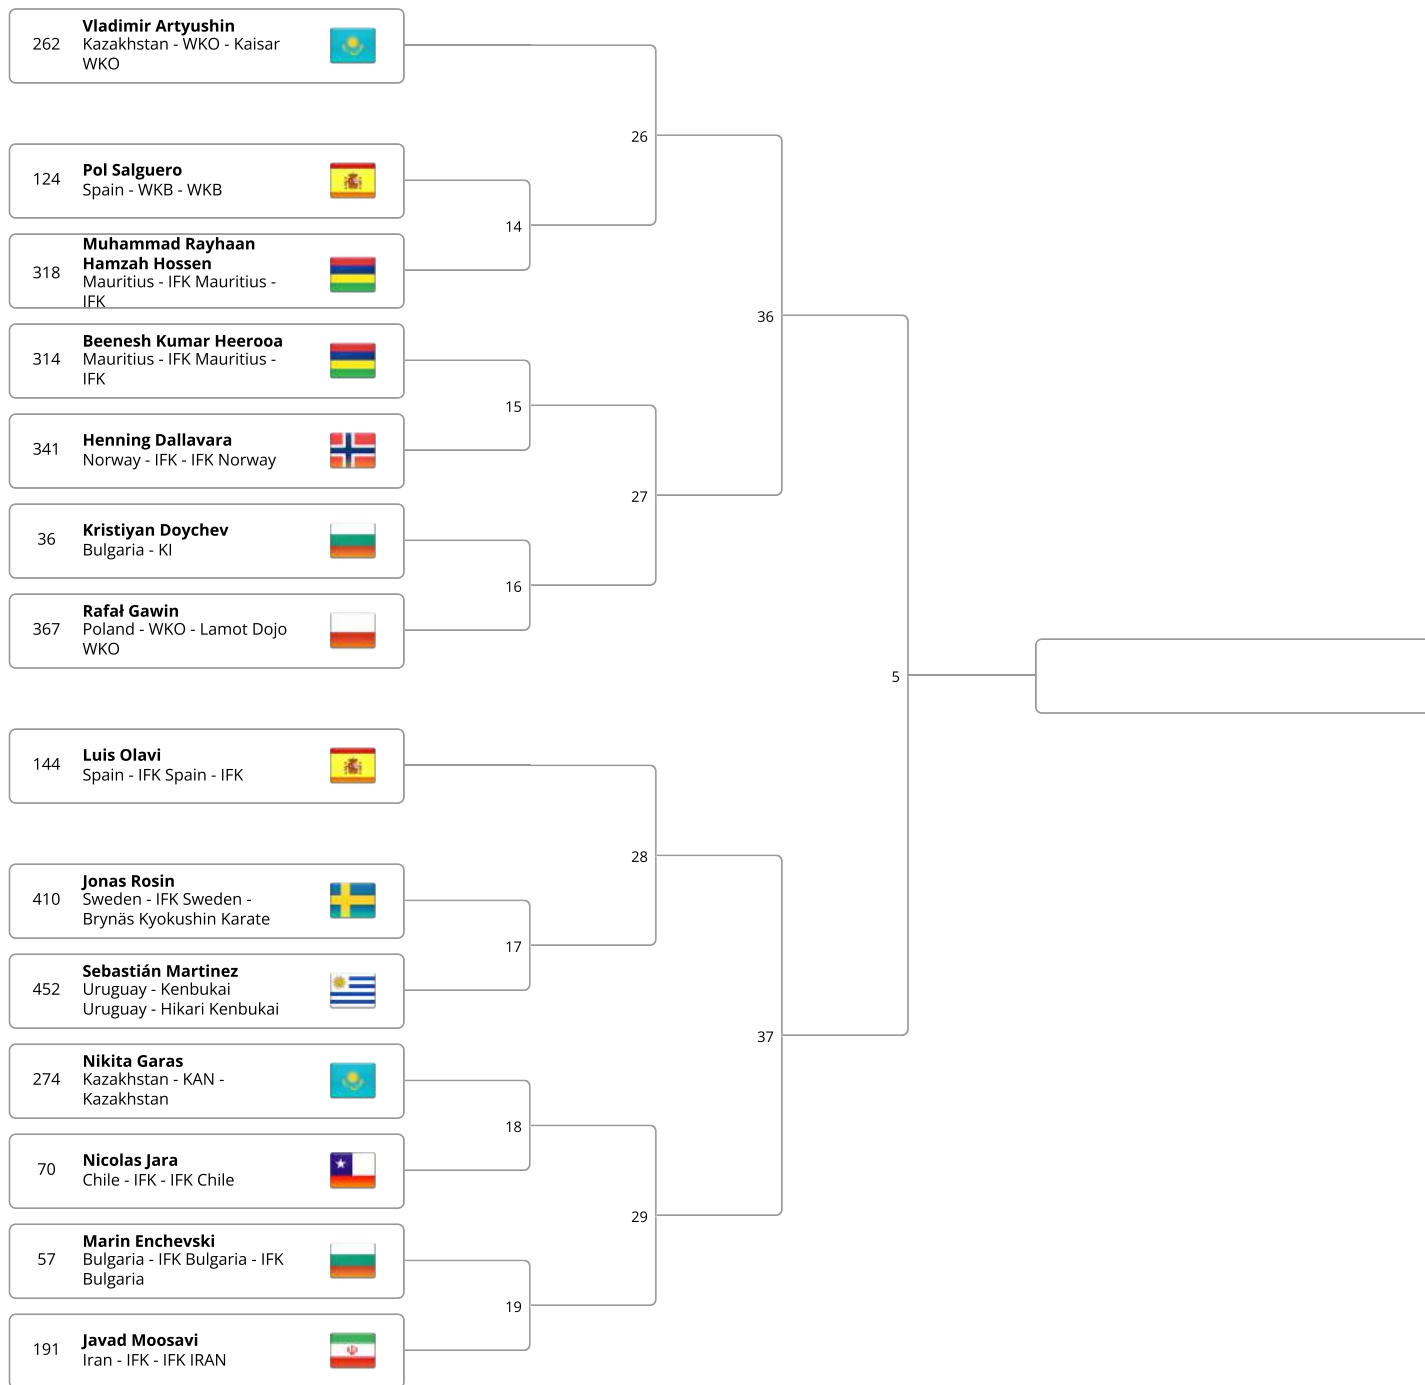 Vladimir Artyushin
262
Kazakhstan - WKO - Kaisar
WKO
26
Pol Salguero
124
Spain - WKB - WKB
14
Muhammad Rayhaan
Hamzah Hossen
318
Mauritius - IFK Mauritius -
IFK
36
Beenesh Kumar Heerooa
314
Mauritius - IFK Mauritius -
IFK
15
Henning Dallavara
341
Norway - IFK - IFK Norway
27
Kristiyan Doychev
36
Bulgaria - KI
16
Rafał Gawin
367
Poland - WKO - Lamot Dojo
WKO
5
Luis Olavi
144
Spain - IFK Spain - IFK
28
Jonas Rosin
410
Sweden - IFK Sweden -
Brynäs Kyokushin Karate
17
Sebastián Martinez
452
Uruguay - Kenbukai
Uruguay - Hikari Kenbukai
37
Nikita Garas
274
Kazakhstan - KAN -
Kazakhstan
18
Nicolas Jara
70
Chile - IFK - IFK Chile
29
Marin Enchevski
57
Bulgaria - IFK Bulgaria - IFK
Bulgaria
19
Javad Moosavi
191
Iran - IFK - IFK IRAN